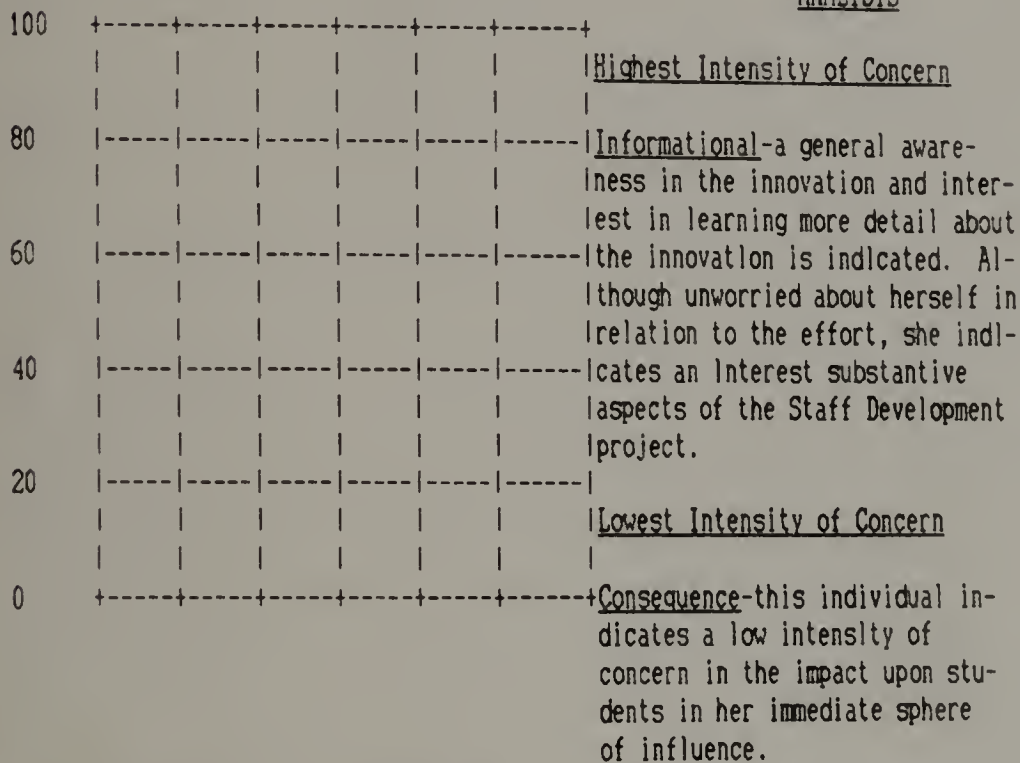 ANALYSIS
100
Highest Intensity of Concern
80
Informational-a general aware-
ness in the innovation and inter-
est in learning more detail about
60 the innovation is indicated. Al-
though unworried about herself in
relation to the effort, she indi-
40 cates an interest substantive
aspects of the Staff Development
project.
20
Lowest Intensity of Concern
0 Consequence-this individual in-
dicates a low intensity of
concern in the impact upon stu-
dents in her immediate sphere
of influence.